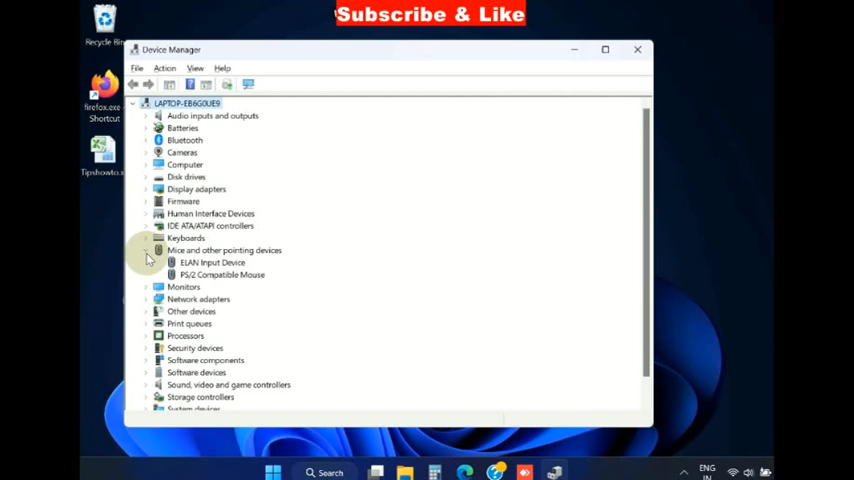 Subscribe & Like
Recycle Bin
Device Manager
File Action View Help
firefox.exe -
Shortcut
Tipshowto.x
LAPTOP-EB6G0UE9
Audio inputs and outputs
Batteries
Bluetooth
Cameras
Computer
Disk drives
Display adapters
Firmware
Human Interface Devices
IDE ATA/ATAPI controllers
Keyboards
Mice and other pointing devices
ELAN Input Device
PS/2 Compatible Mouse
Monitors
Network adapters
Other devices
Print queues
Processors
Security devices
Software components
Software devices
Sound, video and game controllers
Storage controllers
System devices
Search
ENG
IN